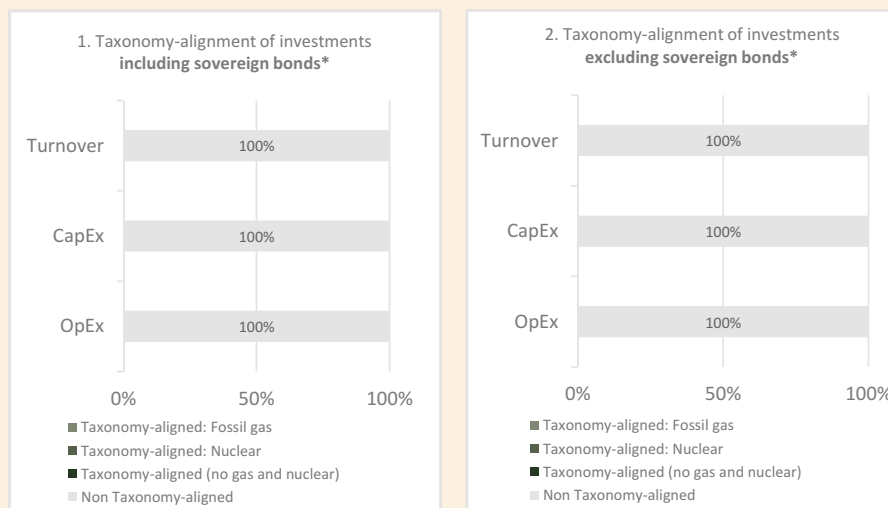 1. Taxonomy-alignment of investments
including sovereign bonds*
Turnover
100%
CapEx
100%
OpEx
100%
0%
50%
100%
Taxonomy-aligned: Fossil gas
Taxonomy-aligned: Nuclear
Taxonomy-aligned (no gas and nuclear)
Non Taxonomy-aligned
2. Taxonomy-alignment of investments
excluding sovereign bonds*
Turnover
100%
CapEx
100%
OpEx
100%
0%
50%
100%
Taxonomy-aligned: Fossil gas
Taxonomy-aligned: Nuclear
Taxonomy-aligned (no gas and nuclear)
Non Taxonomy-aligned